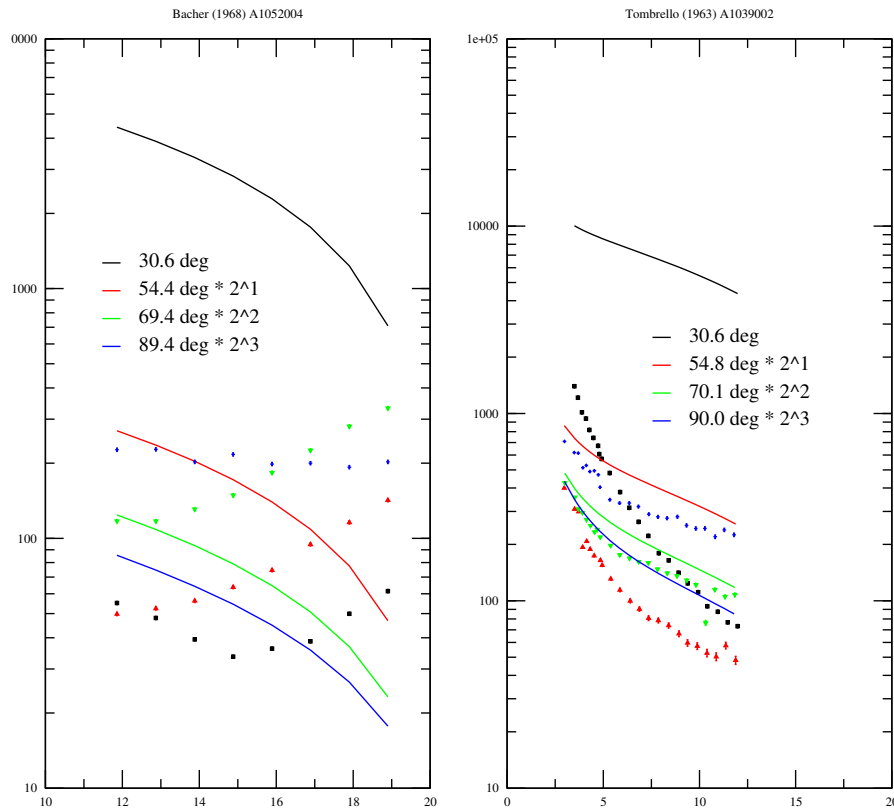 Bacher (1968) A1052004
0000
1000
100
10
10
12
14
16
18
20
30.6 deg
54.4 deg * 2^1
69.4 deg * 2^2
89.4 deg * 2^3
Tombrello (1963) A1039002
1e+05
10000
1000
100
10
0
5
10
15
20
30.6 deg
54.8 deg * 2^1
70.1 deg * 2^2
90.0 deg * 2^3